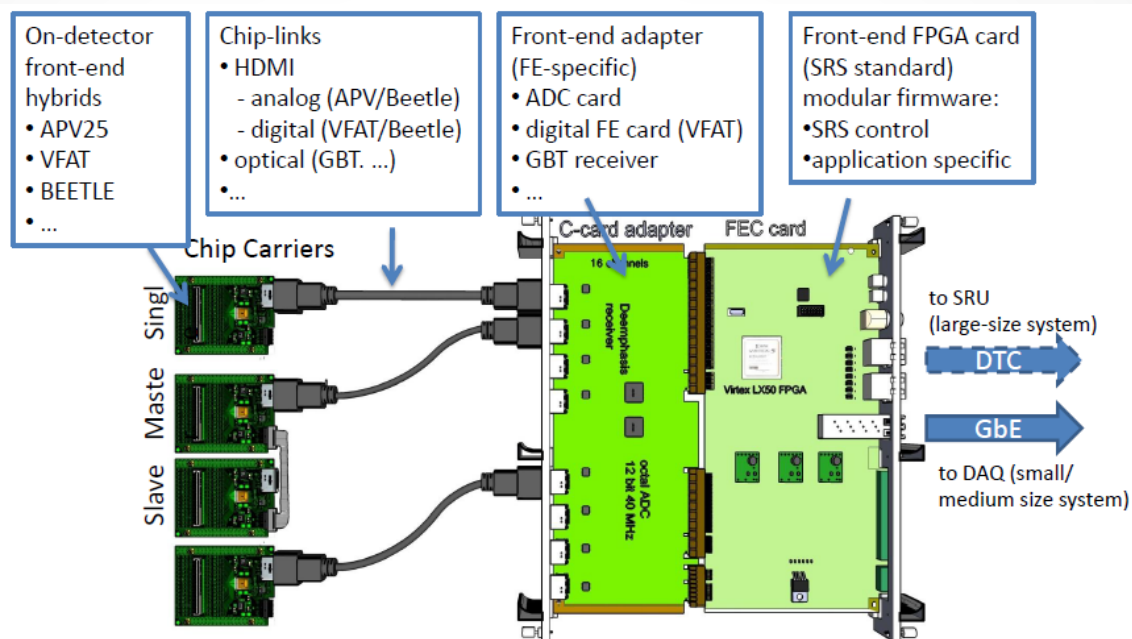 On-detector
front-end
hybrids
• APV25
• VFAT
• BEETLE
• ...
Chip-links
• HDMI
- analog (APV/Beetle)
- digital (VFAT/Beetle)
• optical (GBT. ...)
•...
Front-end adapter
(FE-specific)
• ADC card
• digital FE card (VFAT)
• GBT receiver
• ...
Front-end FPGA card
(SRS standard)
modular firmware:
•SRS control
•application specific
Chip Carriers
Singl
Maste
Slave
C-card adapter
FEC card
16 channels
Deemphasis
receiver
octal ADC
12 bit 40 MHz
Virtex LX50 FPGA
to SRU
(large-size system)
DTC
GbE
to DAQ (small/
medium size system)